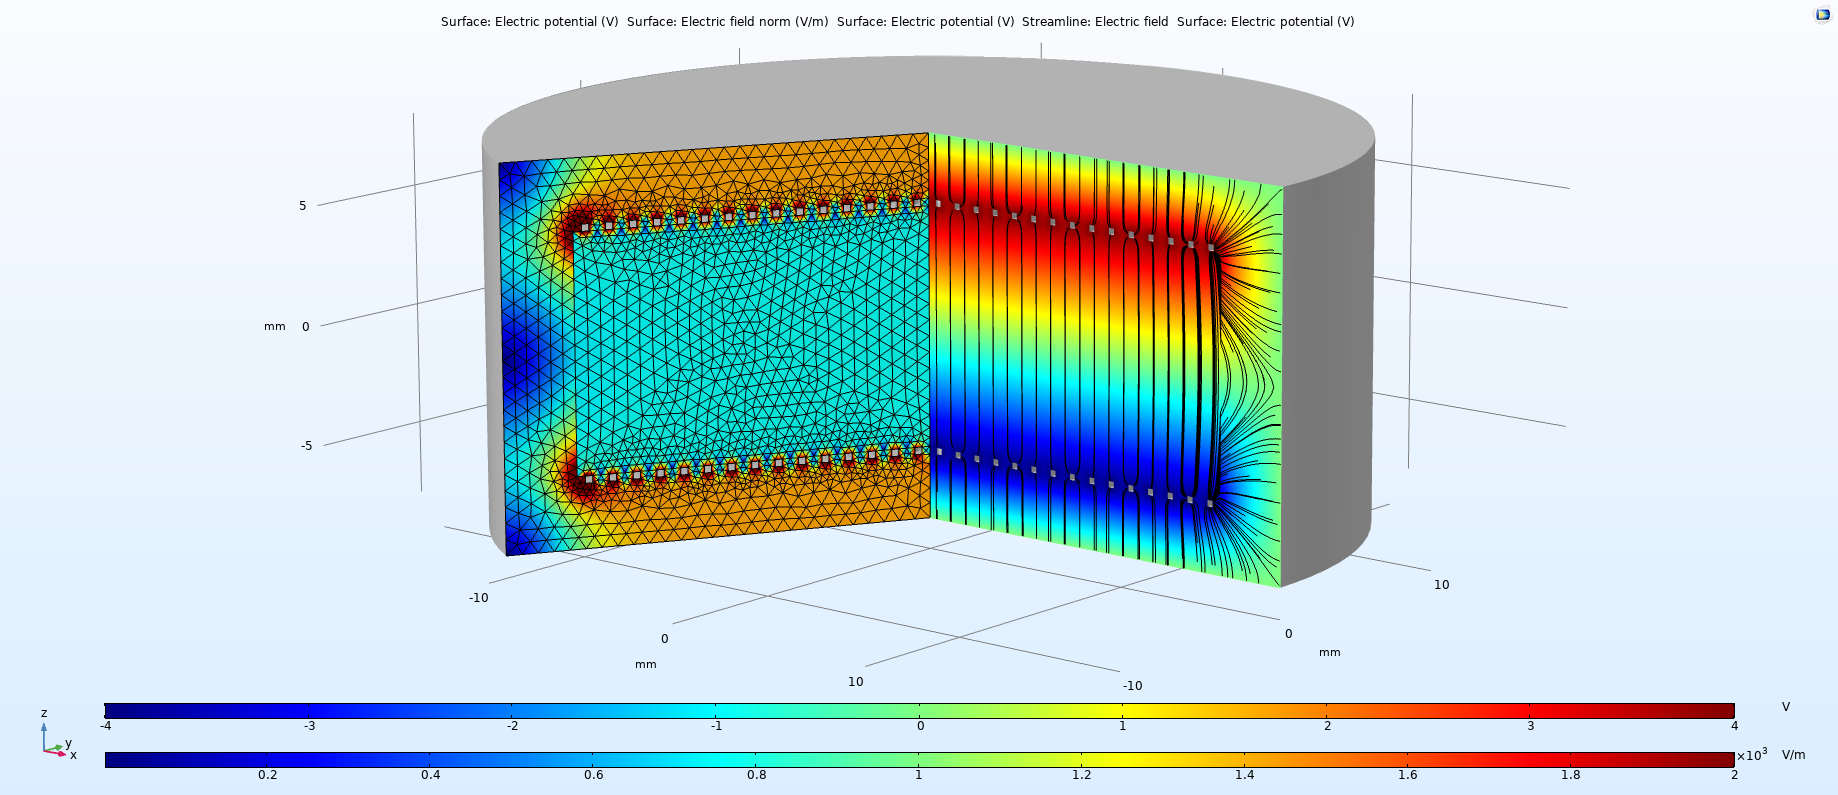 Surface: Electric potential (V)  Surface: Electric field norm (V/m)  Surface: Electric potential (V)  Streamline: Electric field  Surface: Electric potential (V)
5
mm 0
-5
-10
10
0
0
mm
mm
10
-10
-4 -3 -2 -1 0 1 2 3 4 V
z
y
x
0.2 0.4 0.6 0.8 1 1.2 1.4 1.6 1.8 2 ×10³ V/m